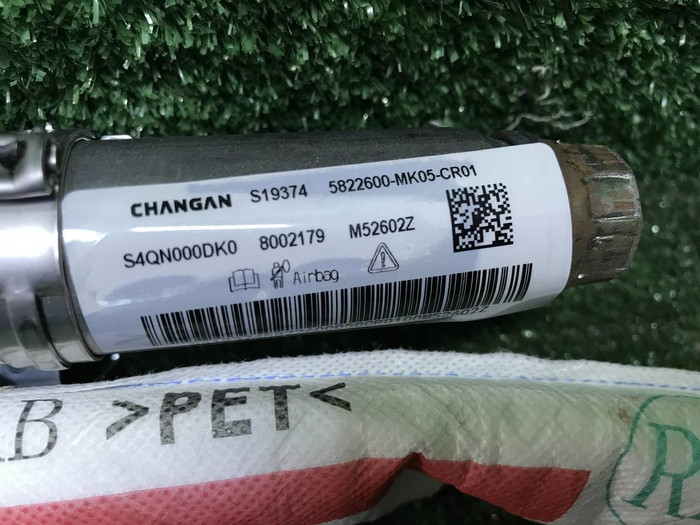 CHANGAN S19374 5822600-MK05-CR01
S4QN000DK0 8002179 M52602Z
Airbag
B >PET<
R